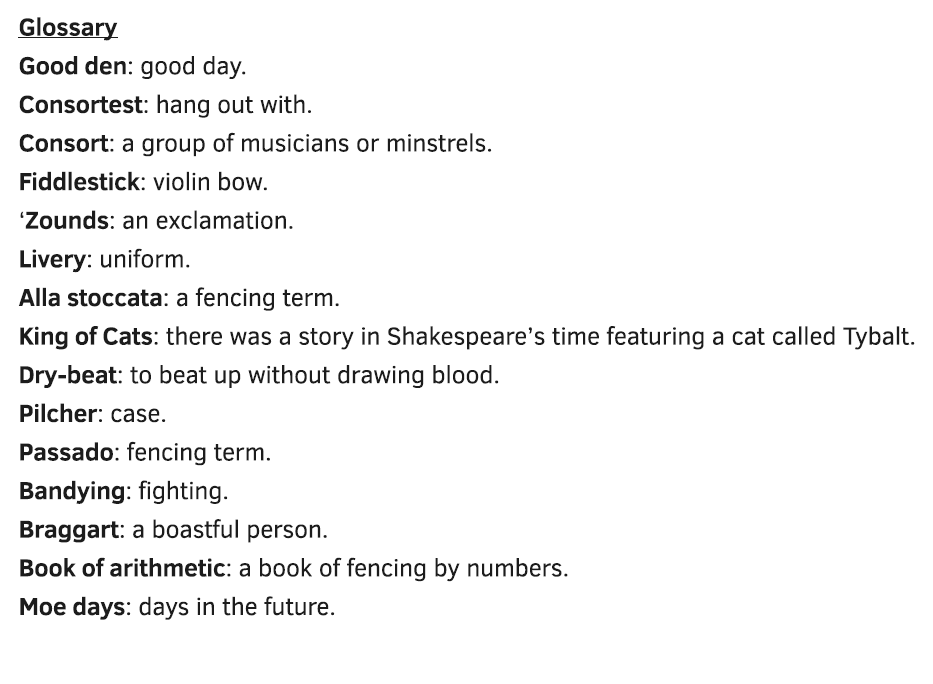 Glossary
Good den: good day.
Consortest: hang out with.
Consort: a group of musicians or minstrels.
Fiddlestick: violin bow.
‘Zounds: an exclamation.
Livery: uniform.
Alla stoccata: a fencing term.
King of Cats: there was a story in Shakespeare’s time featuring a cat called Tybalt.
Dry-beat: to beat up without drawing blood.
Pilcher: case.
Passado: fencing term.
Bandying: fighting.
Braggart: a boastful person.
Book of arithmetic: a book of fencing by numbers.
Moe days: days in the future.